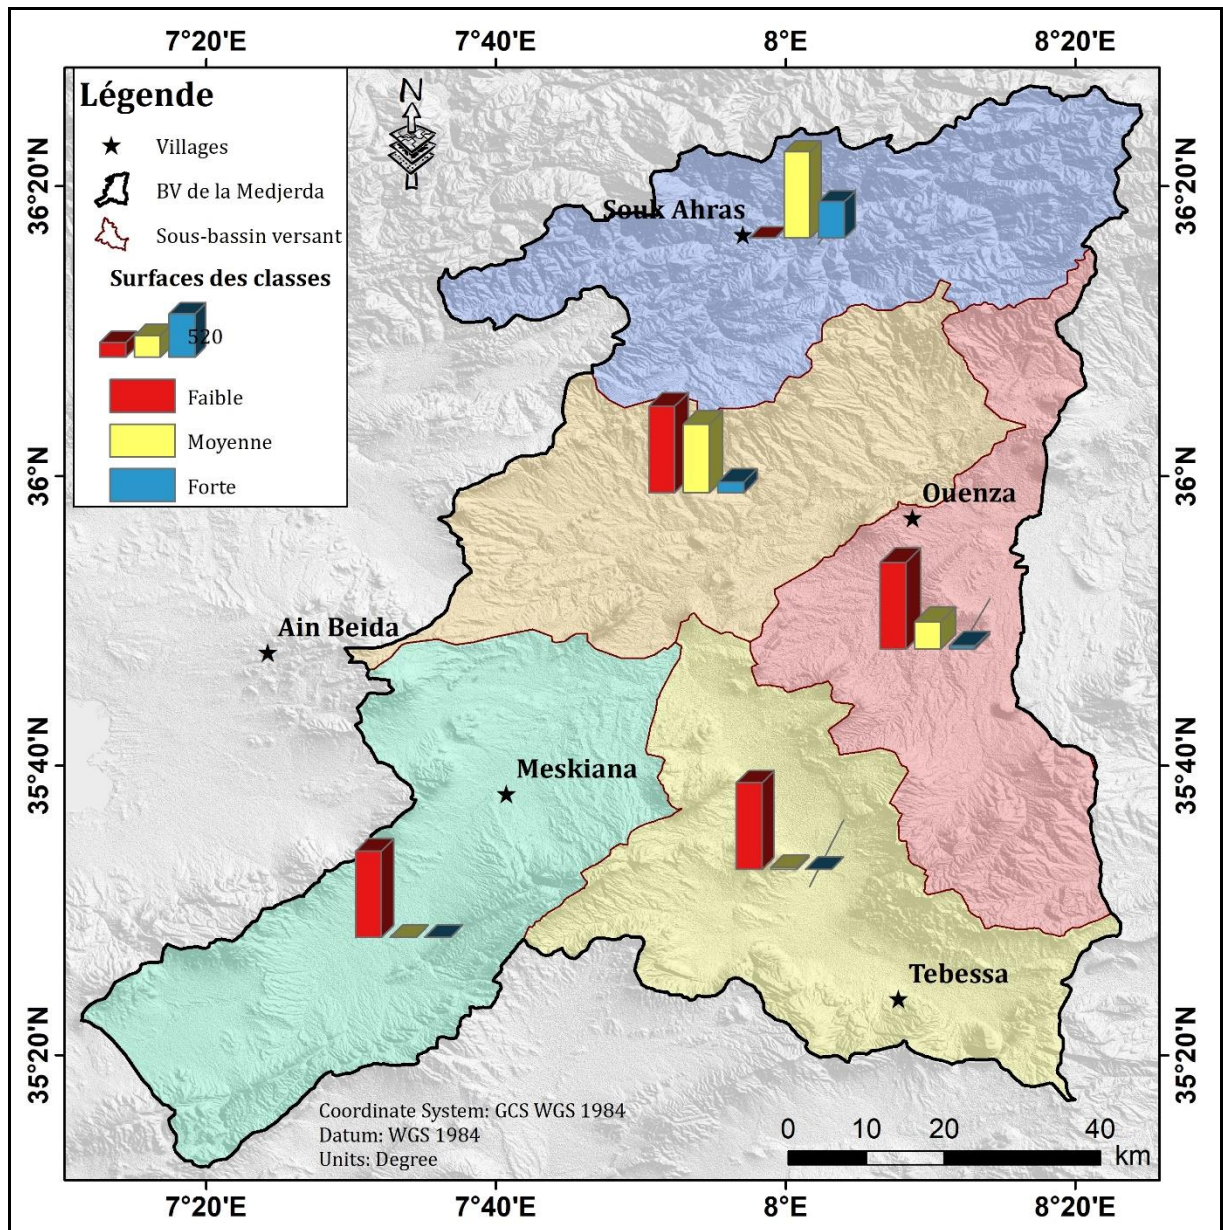 7°20'E 7°40'E 8°E 8°20'E
N
Légende
Villages
BV de la Medjerda
Sous-bassin versant
Surfaces des classes
520
Faible
Moyenne
Forte
36°20'N 36°20'N
Souk Ahras
36°N 36°N
Ouenza
Ain Beida
35°40'N 35°40'N
Meskiana
Tebessa
35°20'N 35°20'N
Coordinate System: GCS WGS 1984
Datum: WGS 1984
Units: Degree
0 10 20 40
km
7°20'E 7°40'E 8°E 8°20'E